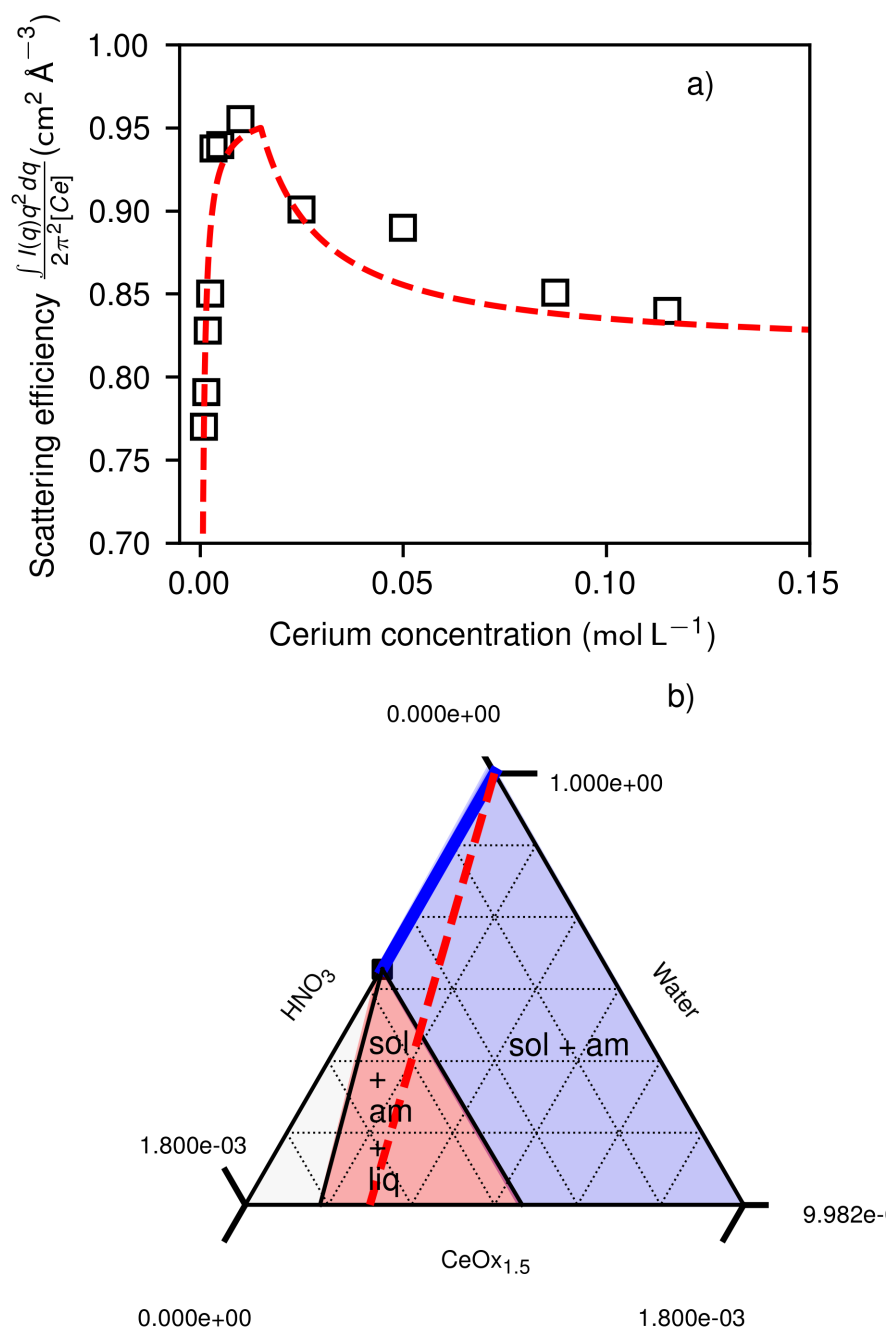 a)
1.00
0.95
0.90
0.85
0.80
0.75
0.70
Scattering efficiency ∫ I(q)q² dq / 2π²[Ce] (cm² Å⁻³)
0.00 0.05 0.10 0.15
Cerium concentration (mol L⁻¹)
b)
0.000e+00
1.000e+00
HNO₃
Water
sol + am
sol
+
am
+
liq
1.800e-03
9.982e-
CeOx₁.₅
0.000e+00
1.800e-03